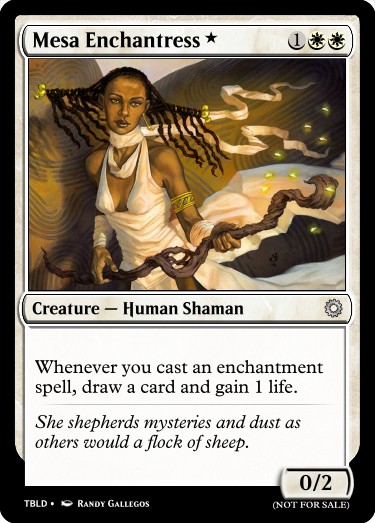 Mesa Enchantress ★ 1
Creature — Human Shaman
Whenever you cast an enchantment
spell, draw a card and gain 1 life.
She shepherds mysteries and dust as
others would a flock of sheep.
0/2
TBLD • Randy Gallegos
(NOT FOR SALE)